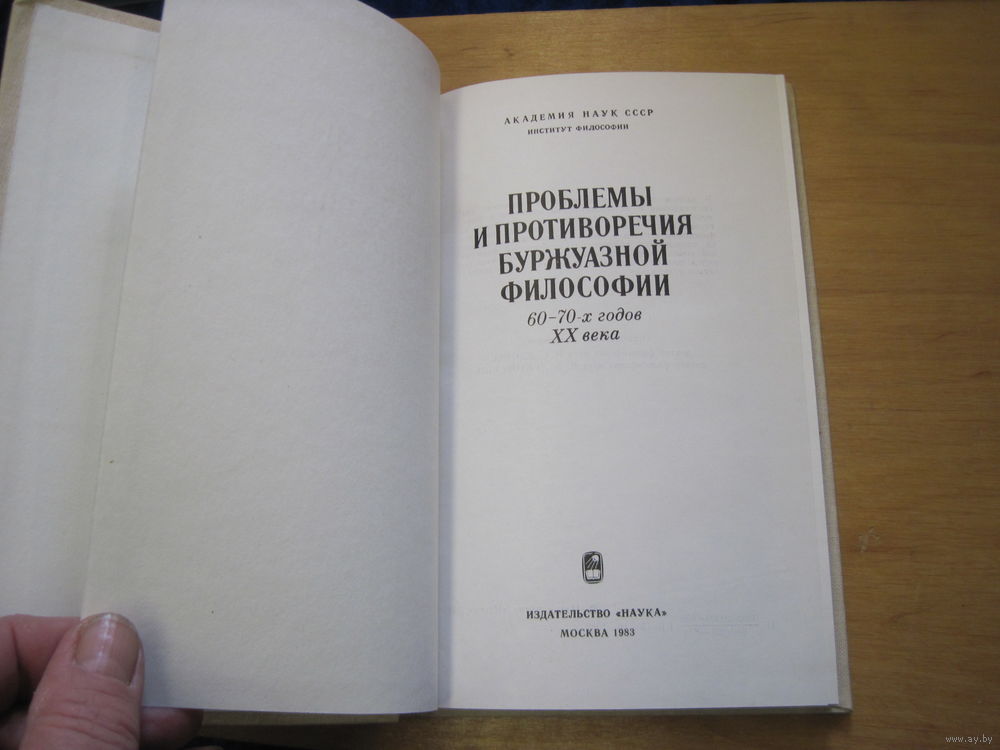 АКАДЕМИЯ НАУК СССР
ИНСТИТУТ ФИЛОСОФИИ
ПРОБЛЕМЫ
И ПРОТИВОРЕЧИЯ
БУРЖУАЗНОЙ
ФИЛОСОФИИ
60–70-х годов
XX века
ИЗДАТЕЛЬСТВО «НАУКА»
МОСКВА 1983
www.ay.by